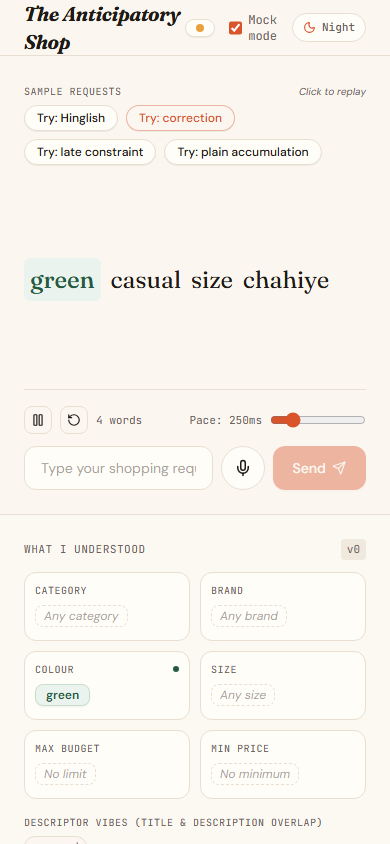 The Anticipatory Shop
Mock mode
Night
SAMPLE REQUESTS
Click to replay
Try: Hinglish
Try: correction
Try: late constraint
Try: plain accumulation
green casual size chahiye
4 words
Pace: 250ms
Type your shopping requ
Send
WHAT I UNDERSTOOD
v0
CATEGORY
Any category
BRAND
Any brand
COLOUR
green
SIZE
Any size
MAX BUDGET
No limit
MIN PRICE
No minimum
DESCRIPTOR VIBES (TITLE & DESCRIPTION OVERLAP)